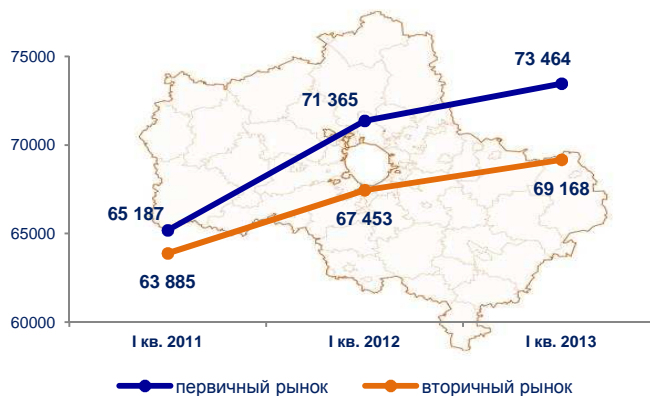 75000
73 464
71 365
70000
69 168
67 453
65 187
65000
63 885
60000
I кв. 2011
I кв. 2012
I кв. 2013
первичный рынок
вторичный рынок